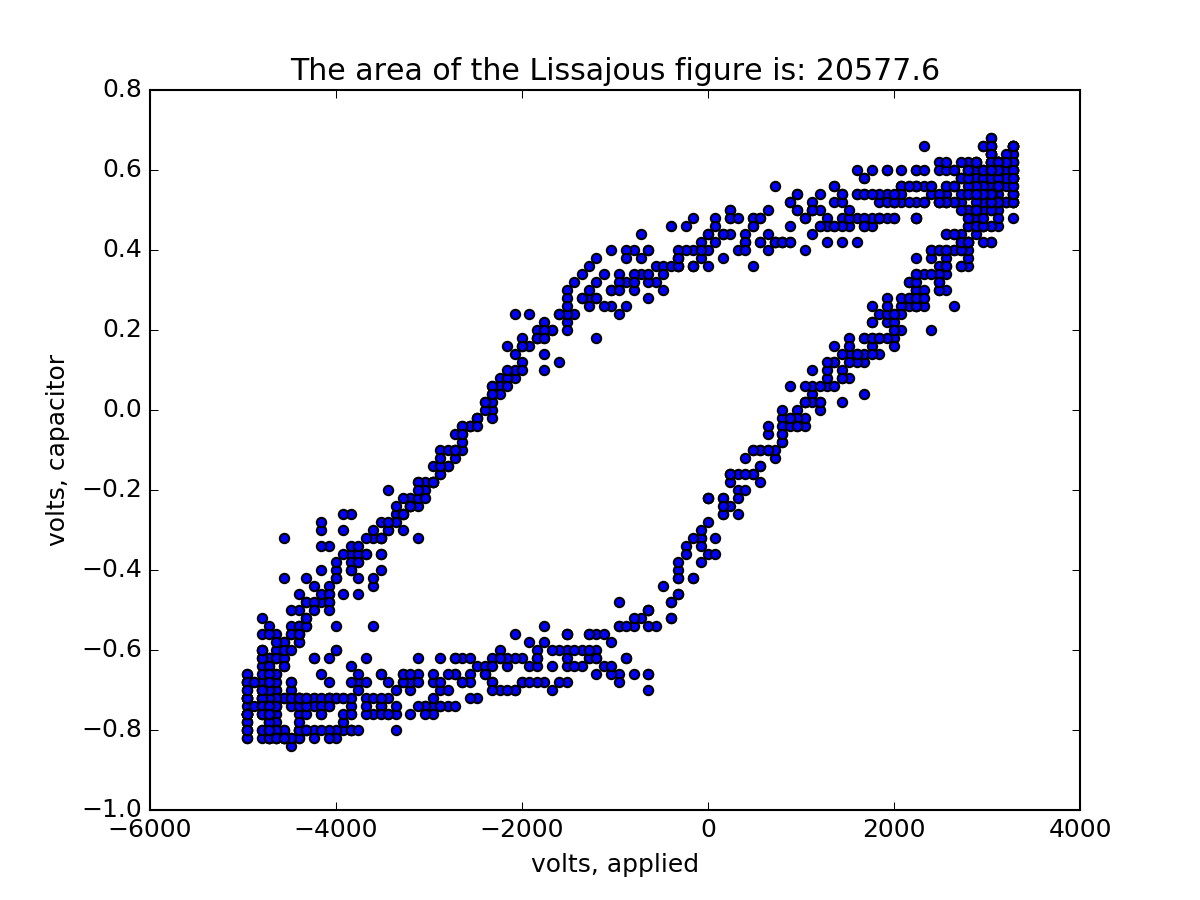 The area of the Lissajous figure is: 20577.6
0.8
0.6
0.4
0.2
0.0
−0.2
−0.4
−0.6
−0.8
−1.0
volts, capacitor
−6000 −4000 −2000 0 2000 4000
volts, applied